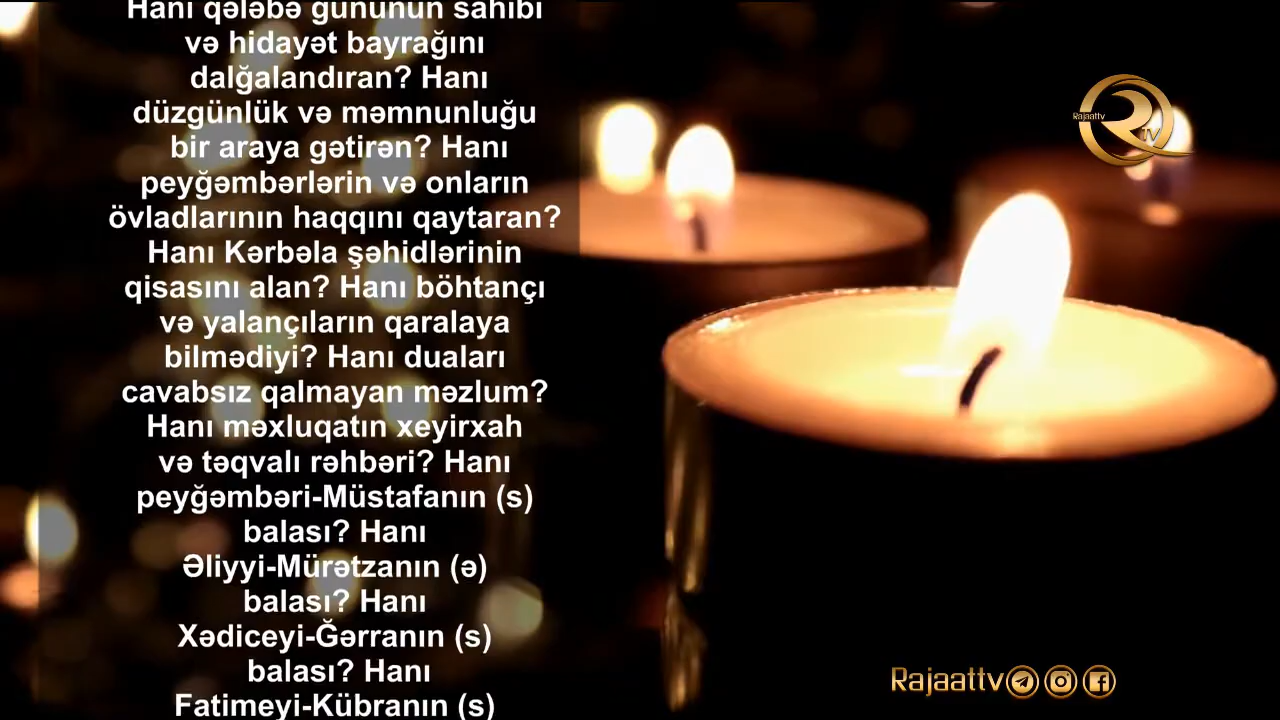 Hanı qələbə gününün sahibi
və hidayət bayrağını
dalğalandıran? Hanı
düzgünlük və məmnunluğu
bir araya gətirən? Hanı
peyğəmbərlərin və onların
övladlarının haqqını qaytaran?
Hanı Kərbəla şəhidlərinin
qisasını alan? Hanı böhtançı
və yalançıların qaralaya
bilmədiyi? Hanı duaları
cavabsız qalmayan məzlum?
Hanı məxluqatın xeyirxah
və təqvalı rəhbəri? Hanı
peyğəmbəri-Müstafanın (s)
balası? Hanı
Əliyyi-Mürətzanın (ə)
balası? Hanı
Xədiceyi-Ğərranın (s)
balası? Hanı
Fatimeyi-Kübranın (s)
Rajaattv
R TV
Rajaattv